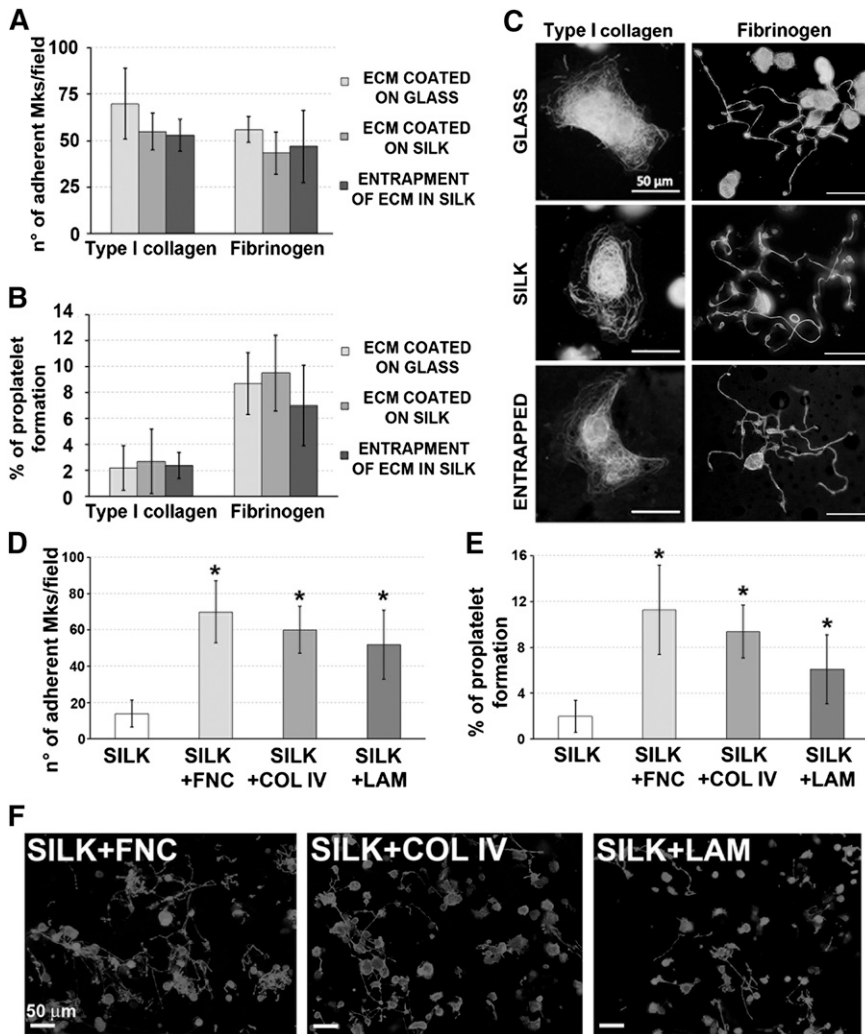 A
n° of adherent Mks/field
100
75
50
25
0
Type I collagen Fibrinogen
ECM COATED
ON GLASS
ECM COATED
ON SILK
ENTRAPMENT
OF ECM IN SILK
B
% of proplatelet
formation
14
12
10
8
6
4
2
0
Type I collagen Fibrinogen
ECM COATED
ON GLASS
ECM COATED
ON SILK
ENTRAPMENT
OF ECM IN SILK
C
Type I collagen Fibrinogen
GLASS
50 µm
SILK
ENTRAPPED
D
n° of adherent Mks/field
100
80
60
40
20
0
* * *
SILK SILK SILK SILK
+FNC +COL IV +LAM
E
% of proplatelet
formation
16
12
8
4
0
* * *
SILK SILK SILK SILK
+FNC +COL IV +LAM
F
SILK+FNC SILK+COL IV SILK+LAM
50 µm